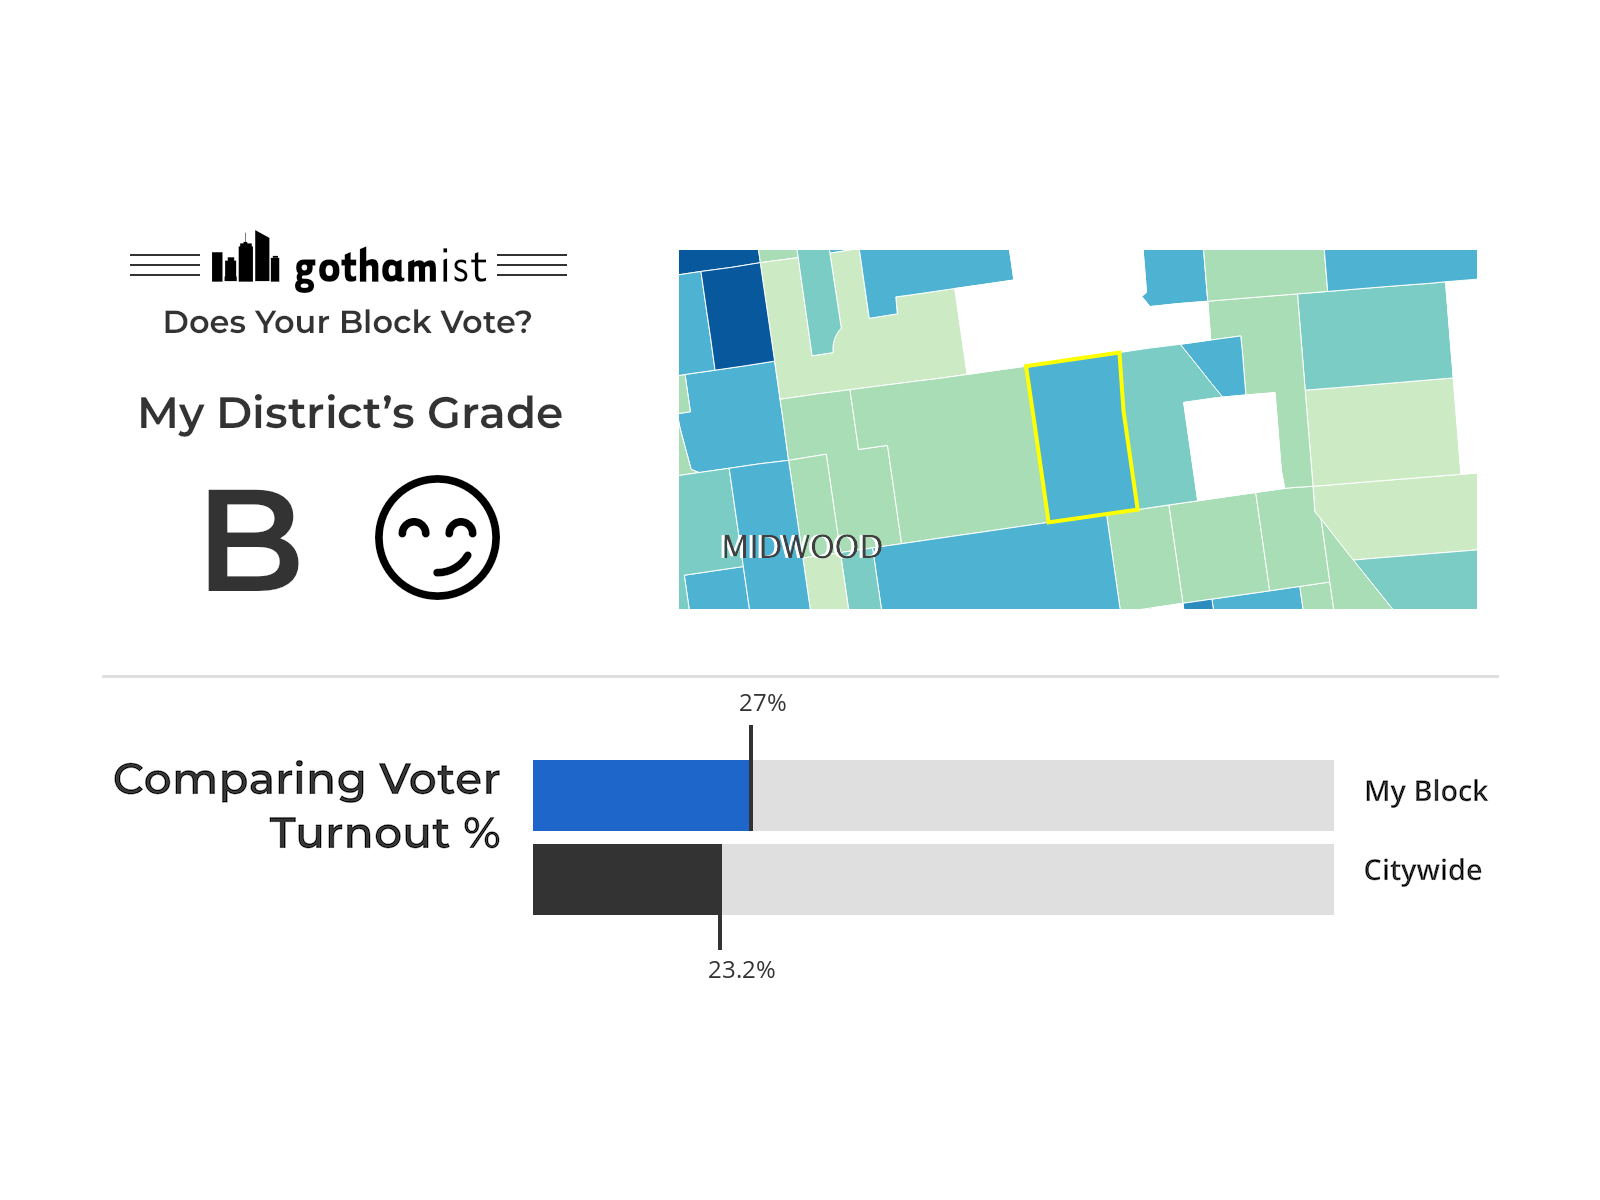 gothamist
Does Your Block Vote?
My District’s Grade
B
MIDWOOD
27%
Comparing Voter
Turnout %
My Block
Citywide
23.2%